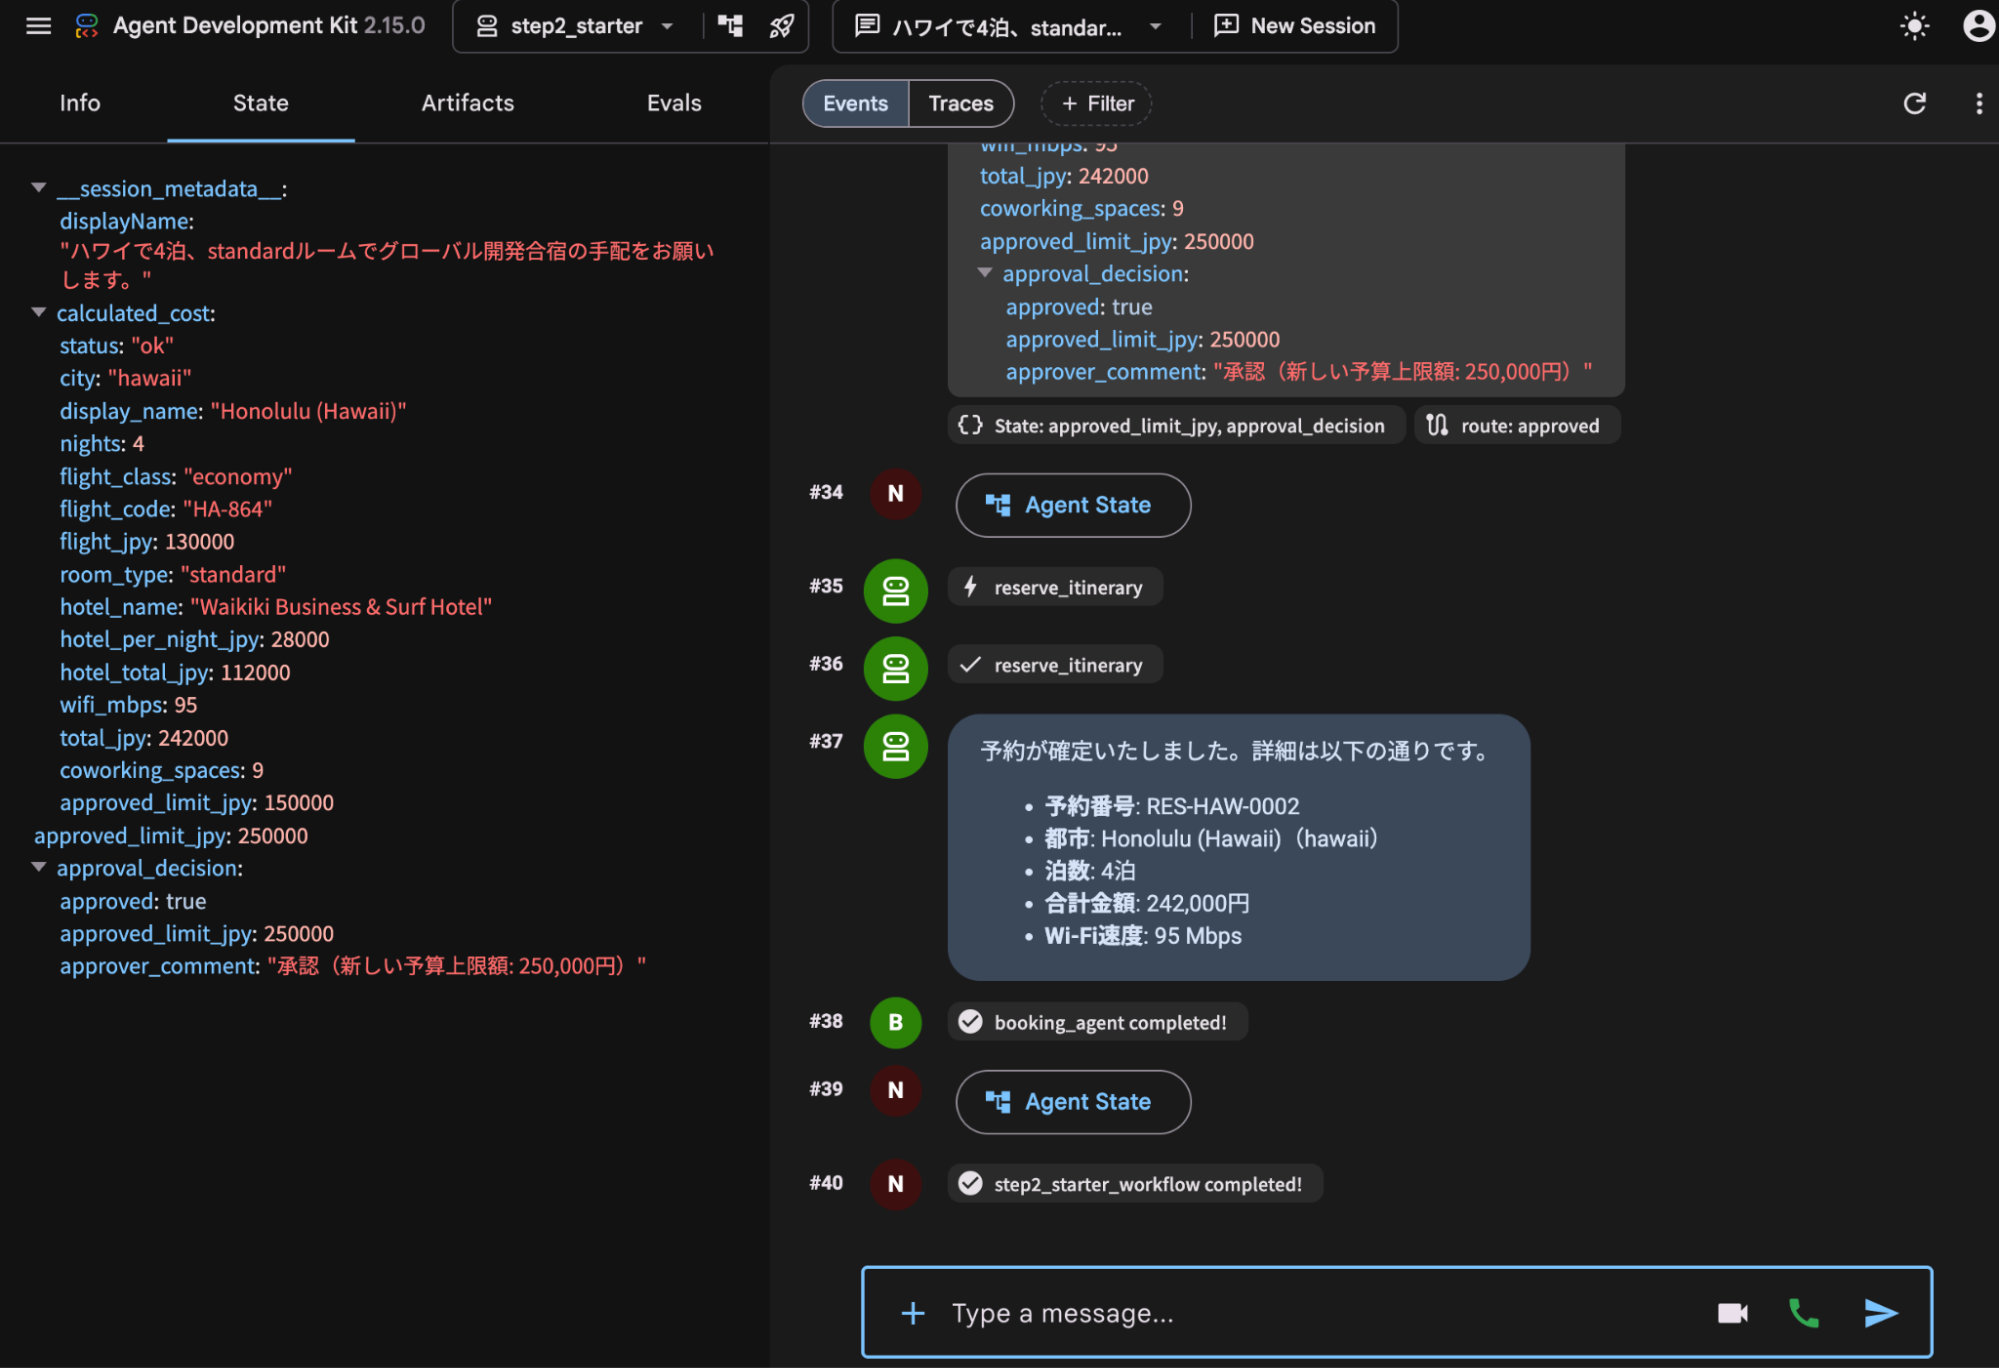 Agent Development Kit 2.15.0
step2_starter
ハワイで4泊、standar...
New Session
Info
State
Artifacts
Evals
Events
Traces
+ Filter
__session_metadata__:
displayName:
"ハワイで4泊、standardルームでグローバル開発合宿の手配をお願い
します。"
calculated_cost:
status: "ok"
city: "hawaii"
display_name: "Honolulu (Hawaii)"
nights: 4
flight_class: "economy"
flight_code: "HA-864"
flight_jpy: 130000
room_type: "standard"
hotel_name: "Waikiki Business & Surf Hotel"
hotel_per_night_jpy: 28000
hotel_total_jpy: 112000
wifi_mbps: 95
total_jpy: 242000
coworking_spaces: 9
approved_limit_jpy: 150000
approved_limit_jpy: 250000
approval_decision:
approved: true
approved_limit_jpy: 250000
approver_comment: "承認（新しい予算上限額: 250,000円）"
wifi_mbps: 95
total_jpy: 242000
coworking_spaces: 9
approved_limit_jpy: 250000
approval_decision:
approved: true
approved_limit_jpy: 250000
approver_comment: "承認（新しい予算上限額: 250,000円）"
State: approved_limit_jpy, approval_decision
route: approved
#34
N
Agent State
#35
reserve_itinerary
#36
reserve_itinerary
#37
予約が確定いたしました。詳細は以下の通りです。
• 予約番号: RES-HAW-0002
• 都市: Honolulu (Hawaii)（hawaii）
• 泊数: 4泊
• 合計金額: 242,000円
• Wi-Fi速度: 95 Mbps
#38
B
booking_agent completed!
#39
N
Agent State
#40
N
step2_starter_workflow completed!
Type a message...